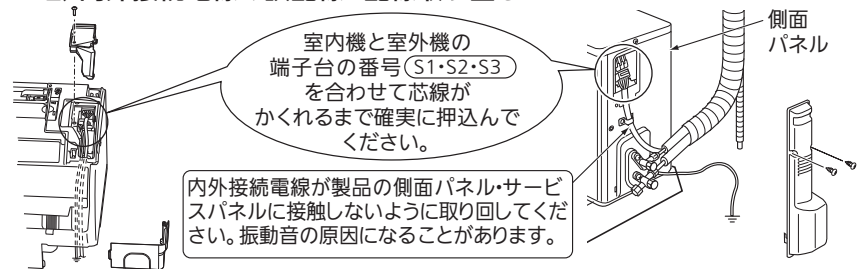 室内機と室外機の
端子台の番号(S1・S2・S3)
を合わせて芯線が
かくれるまで確実に押込んで
ください。
側面
パネル
内外接続電線が製品の側面パネル・サービ
スパネルに接触しないように取り回してくだ
さい。振動音の原因になることがあります。